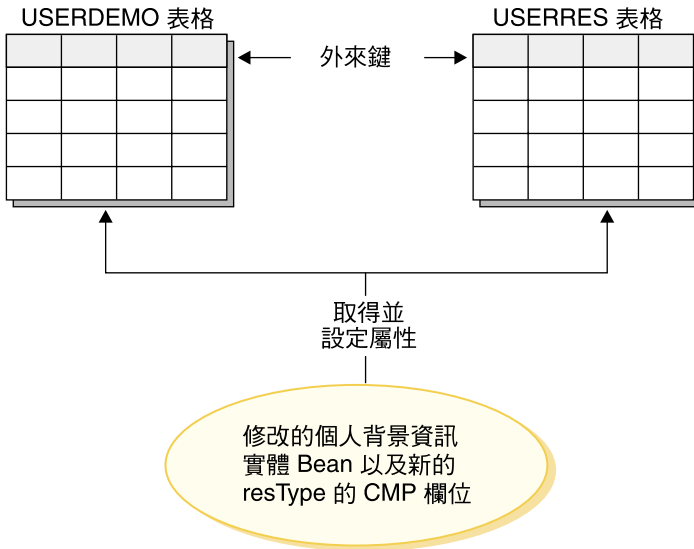 USERDEMO 表格
USERRES 表格
外來鍵
取得並
設定屬性
修改的個人背景資訊
實體 Bean 以及新的
resType 的 CMP 欄位